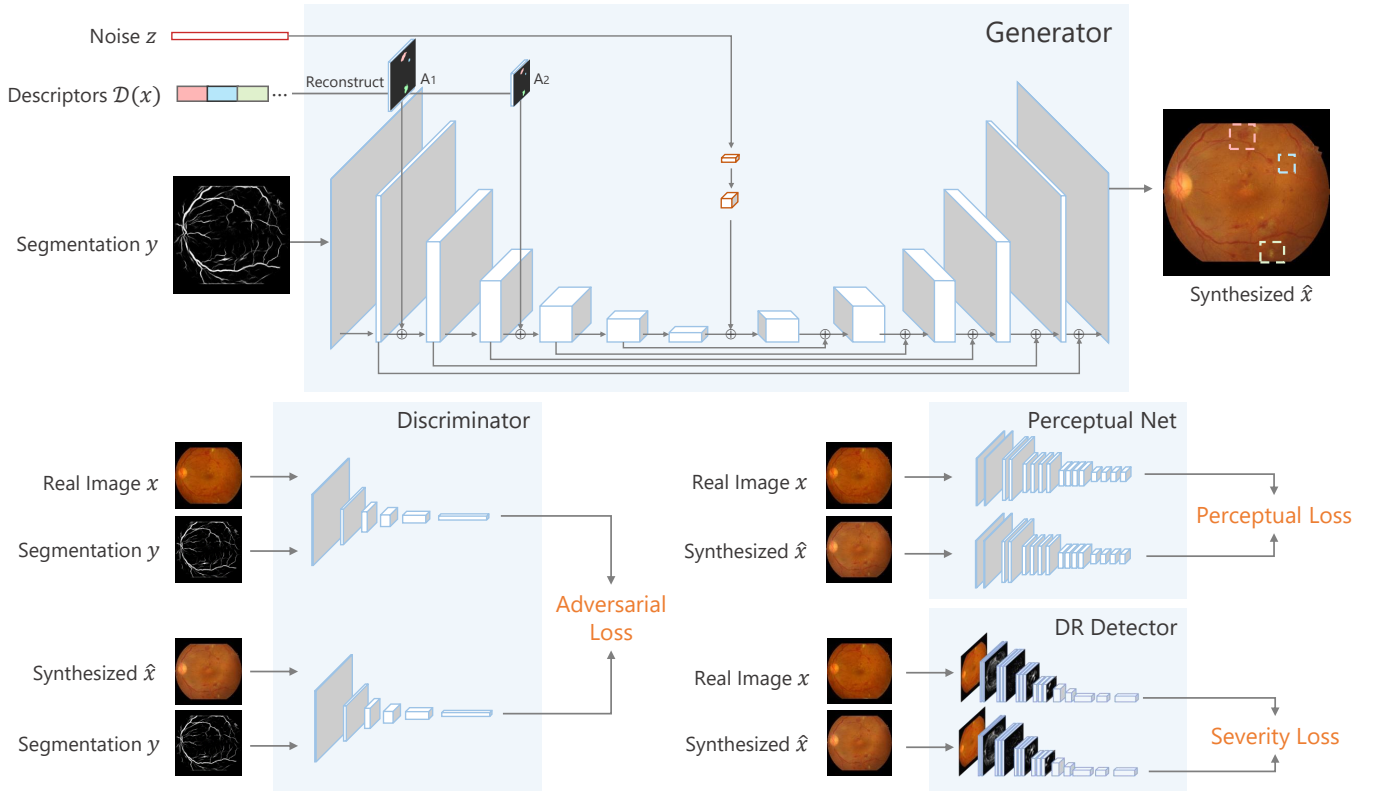 Generator
Noise z
Descriptors 𝒟(x)
...
Reconstruct
A1
A2
Segmentation y
Synthesized x̂
Discriminator
Real Image x
Segmentation y
Synthesized x̂
Segmentation y
Adversarial
Loss
Perceptual Net
Real Image x
Synthesized x̂
Perceptual Loss
DR Detector
Real Image x
Synthesized x̂
Severity Loss